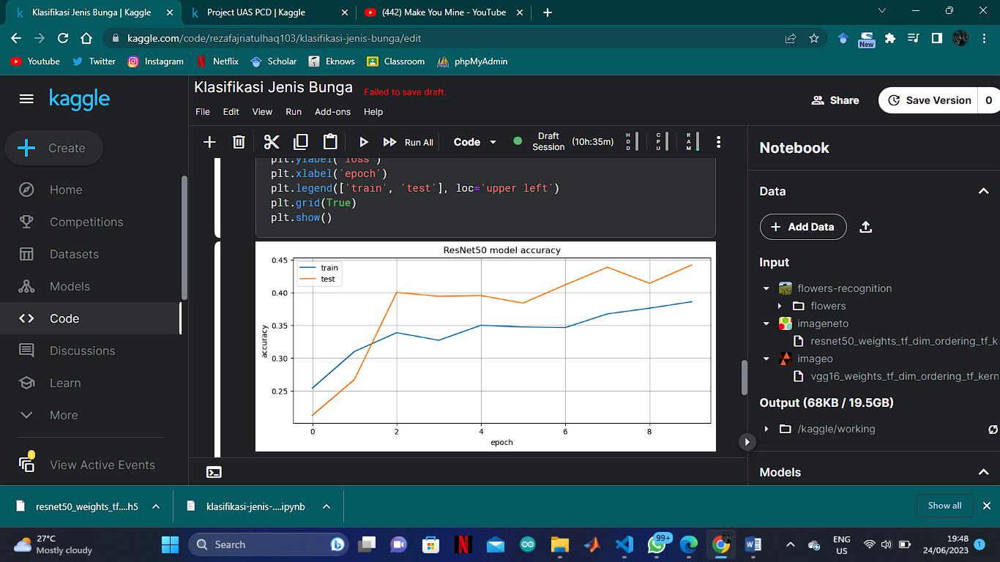 Klasifikasi Jenis Bunga | Kaggle
Project UAS PCD | Kaggle
(442) Make You Mine - YouTube
kaggle.com/code/rezafajriatulhaq103/klasifikasi-jenis-bunga/edit
New
Youtube
Twitter
Instagram
Netflix
Scholar
Eknows
Classroom
phpMyAdmin
kaggle
Klasifikasi Jenis Bunga
Failed to save draft.
File Edit View Run Add-ons Help
Share
Save Version
0
Create
Home
Competitions
Datasets
Models
Code
Discussions
Learn
More
View Active Events
1
Run All
Code
Draft
Session
(10h:35m)
HDD
CPU
RAM
plt.ylabel('loss')
plt.xlabel('epoch')
plt.legend(['train', 'test'], loc='upper left')
plt.grid(True)
plt.show()
ResNet50 model accuracy
train
test
0.45
0.40
0.35
0.30
0.25
accuracy
0 2 4 6 8
epoch
Notebook
Data
Add Data
Input
flowers-recognition
flowers
imageneto
resnet50_weights_tf_dim_ordering_tf_k
imageo
vgg16_weights_tf_dim_ordering_tf_kern
Output (68KB / 19.5GB)
/kaggle/working
Models
resnet50_weights_tf....h5
klasifikasi-jenis-....ipynb
Show all
27°C
Mostly cloudy
Search
99+
ENG
US
19:48
24/06/2023
1